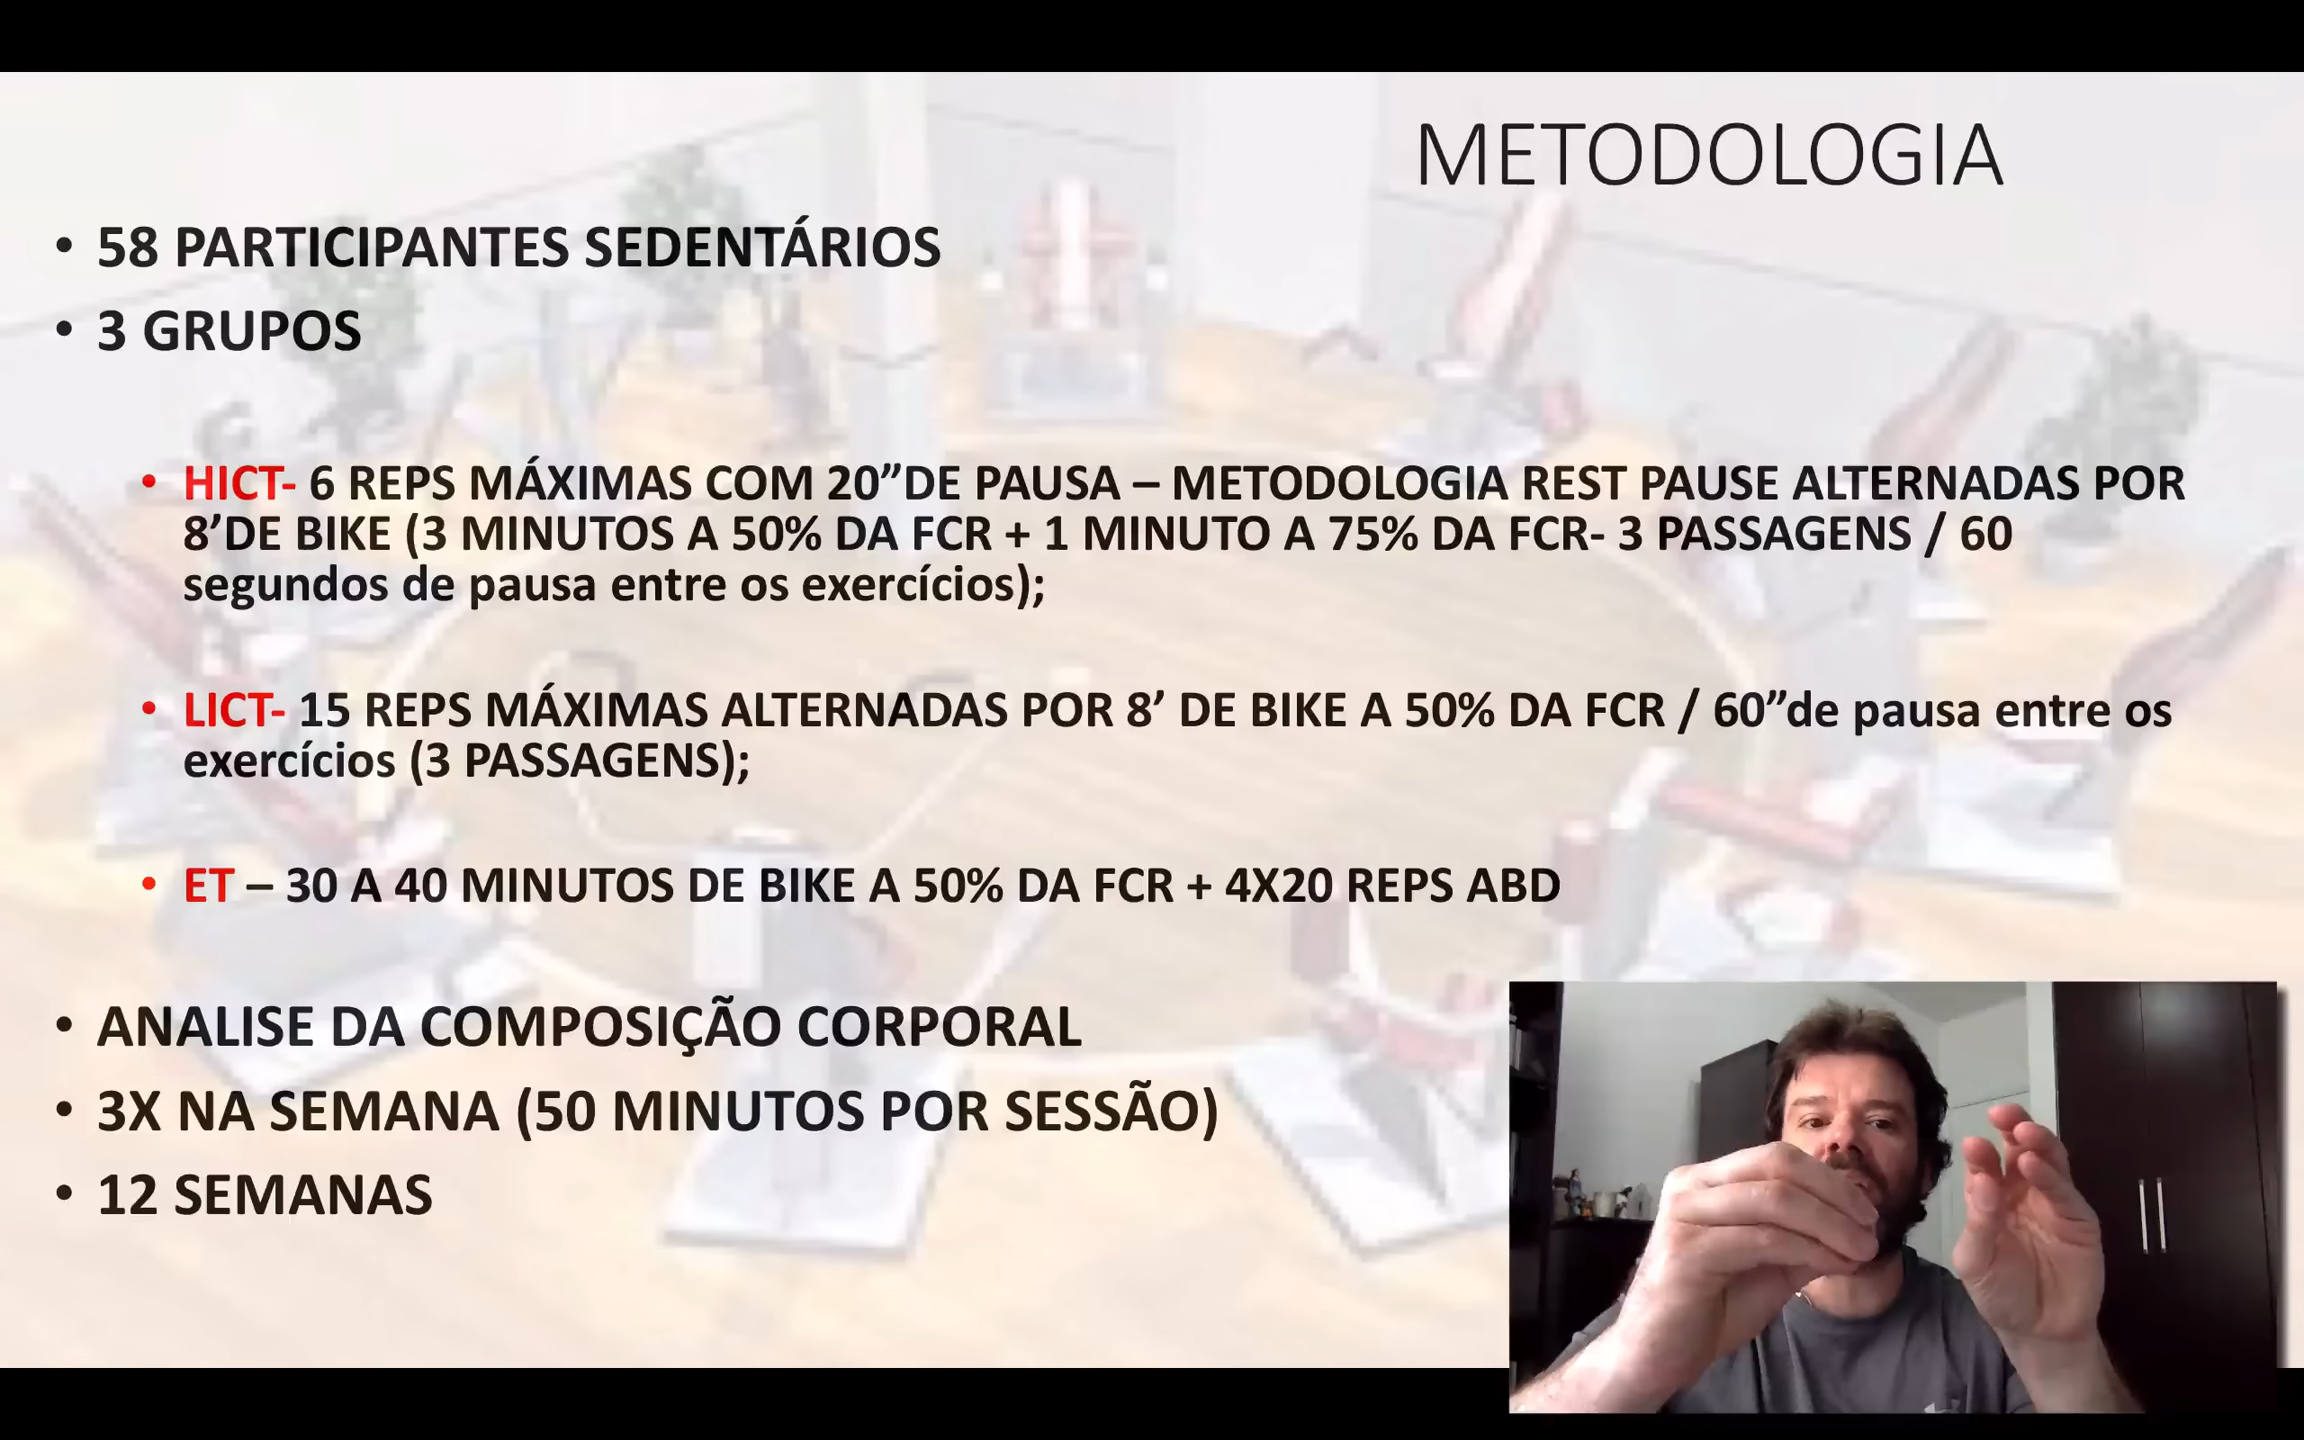 METODOLOGIA
• 58 PARTICIPANTES SEDENTÁRIOS
• 3 GRUPOS
• HICT- 6 REPS MÁXIMAS COM 20”DE PAUSA – METODOLOGIA REST PAUSE ALTERNADAS POR
8’DE BIKE (3 MINUTOS A 50% DA FCR + 1 MINUTO A 75% DA FCR- 3 PASSAGENS / 60
segundos de pausa entre os exercícios);
• LICT- 15 REPS MÁXIMAS ALTERNADAS POR 8’ DE BIKE A 50% DA FCR / 60”de pausa entre os
exercícios (3 PASSAGENS);
• ET – 30 A 40 MINUTOS DE BIKE A 50% DA FCR + 4X20 REPS ABD
• ANALISE DA COMPOSIÇÃO CORPORAL
• 3X NA SEMANA (50 MINUTOS POR SESSÃO)
• 12 SEMANAS